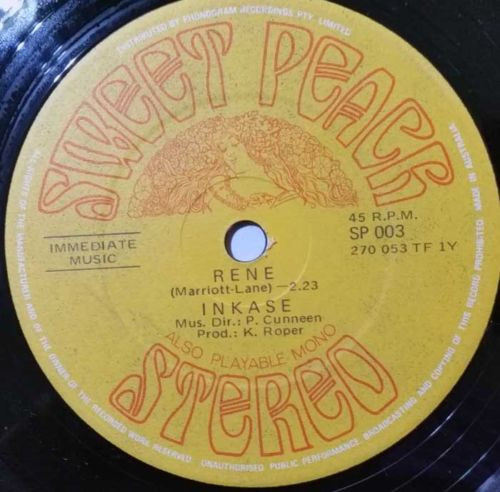 DISTRIBUTED BY PHONOGRAM RECORDINGS PTY. LIMITED
SWEET PEACH
45 R.P.M.
SP 003
270 053 TF 1Y
IMMEDIATE
MUSIC
RENE
(Marriott-Lane)—2.23
INKASE
Mus. Dir.: P. Cunneen
Prod.: K. Roper
ALSO PLAYABLE MONO
STEREO
ALL RIGHTS OF THE MANUFACTURER AND OF THE OWNER OF THE RECORDED WORK RESERVED. UNAUTHORISED PUBLIC PERFORMANCE, BROADCASTING AND COPYING OF THIS RECORD PROHIBITED. MADE IN AUSTRALIA.